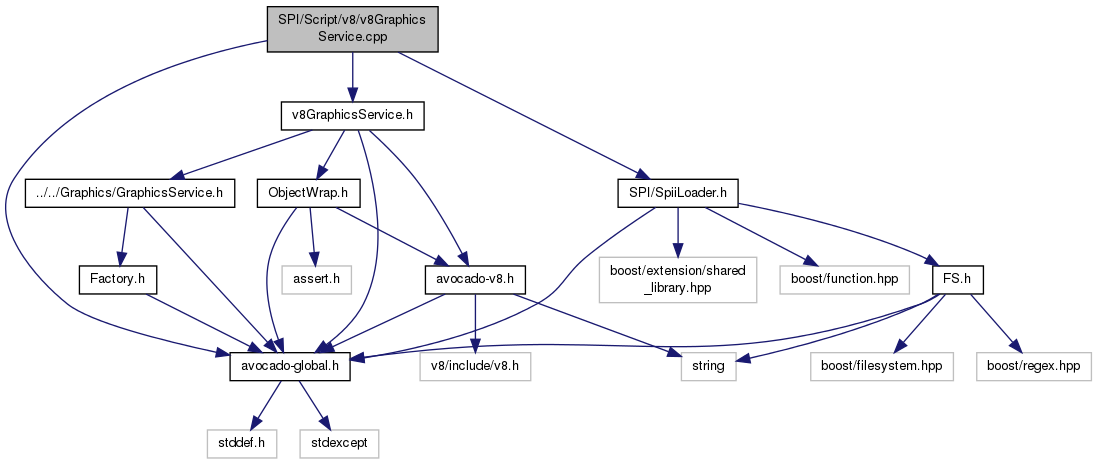 SPI/Script/v8/v8Graphics
Service.cpp
v8GraphicsService.h
../../Graphics/GraphicsService.h
ObjectWrap.h
SPI/SpiiLoader.h
Factory.h
assert.h
avocado-v8.h
boost/extension/shared
_library.hpp
boost/function.hpp
FS.h
avocado-global.h
v8/include/v8.h
string
boost/filesystem.hpp
boost/regex.hpp
stddef.h
stdexcept